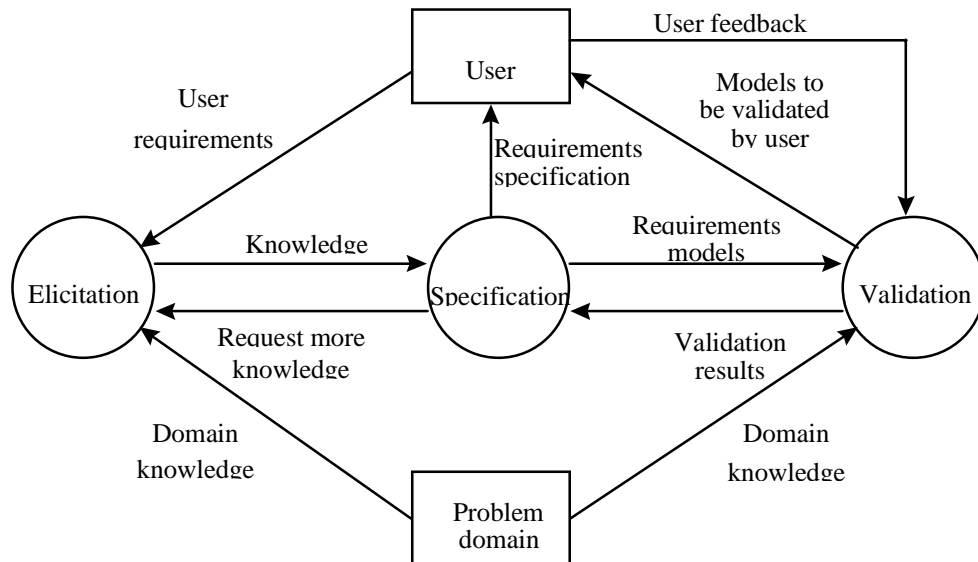 User feedback
User
Models to
be validated
by user
User
requirements
Requirements
specification
Knowledge
Requirements
models
Elicitation
Specification
Validation
Request more
knowledge
Validation
results
Domain
knowledge
Domain
knowledge
Problem
domain